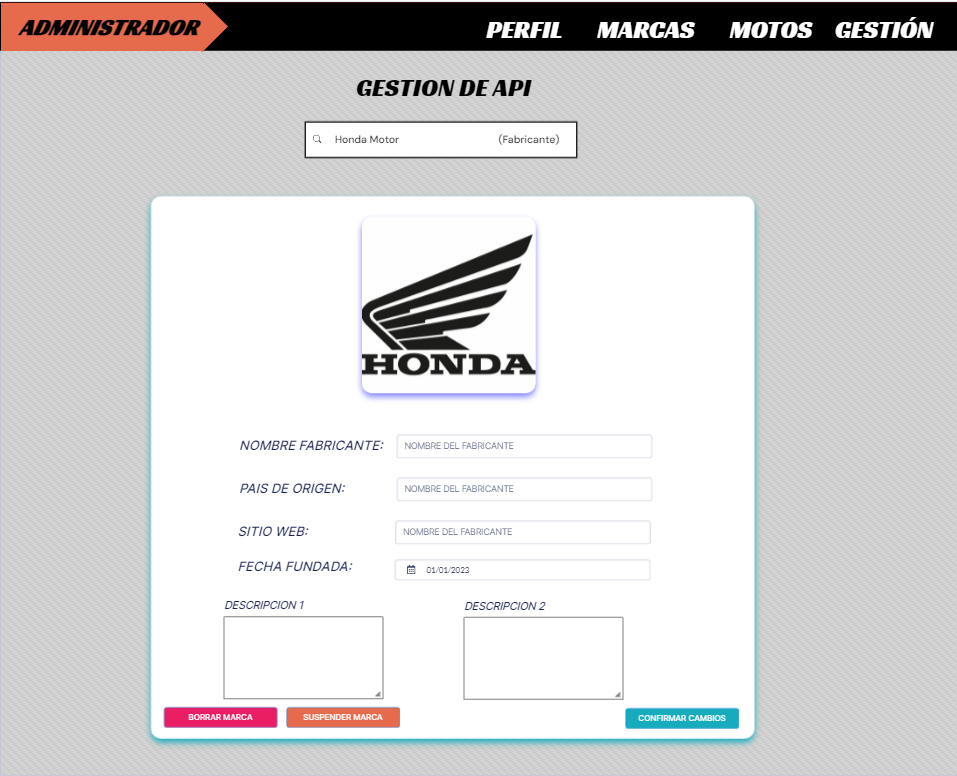 ADMINISTRADOR PERFIL MARCAS MOTOS GESTIÓN
GESTION DE API
Honda Motor (Fabricante)
HONDA
NOMBRE FABRICANTE: NOMBRE DEL FABRICANTE
PAIS DE ORIGEN: NOMBRE DEL FABRICANTE
SITIO WEB: NOMBRE DEL FABRICANTE
FECHA FUNDADA: 01/01/2023
DESCRIPCION 1 DESCRIPCION 2
BORRAR MARCA SUSPENDER MARCA CONFIRMAR CAMBIOS